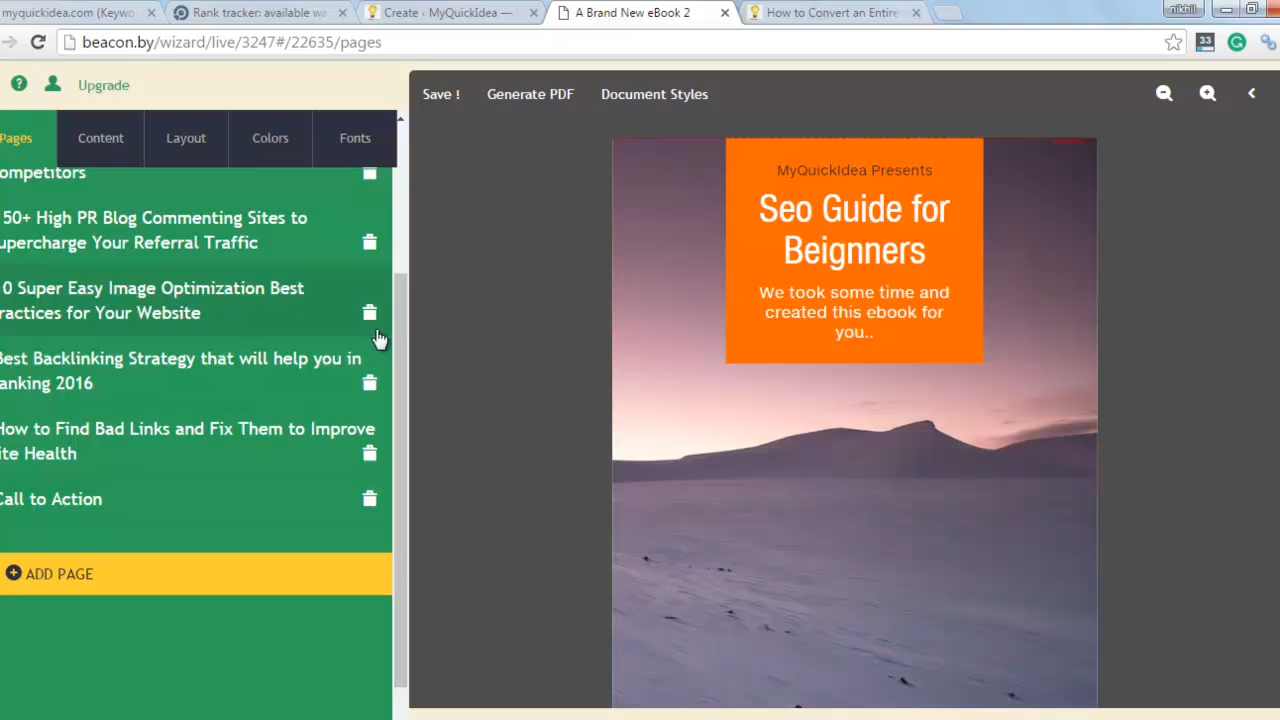 myquickidea.com (Keywo
Rank tracker: available wa
Create ‹ MyQuickIdea —
A Brand New eBook 2
How to Convert an Entire
nikhil
beacon.by/wizard/live/3247#/22635/pages
33
Upgrade
Save !
Generate PDF
Document Styles
Pages
Content
Layout
Colors
Fonts
ompetitors
50+ High PR Blog Commenting Sites to
upercharge Your Referral Traffic
0 Super Easy Image Optimization Best
ractices for Your Website
Best Backlinking Strategy that will help you in
anking 2016
How to Find Bad Links and Fix Them to Improve
ite Health
Call to Action
ADD PAGE
MyQuickIdea Presents
Seo Guide for
Beignners
We took some time and
created this ebook for
you..